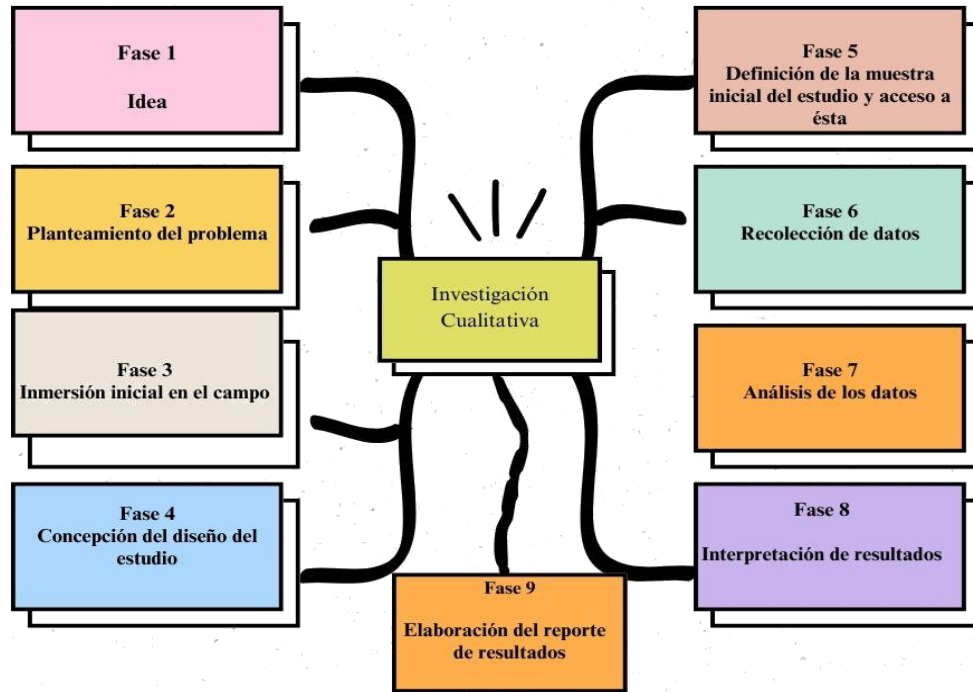 Fase 1
Idea
Fase 2
Planteamiento del problema
Fase 3
Inmersión inicial en el campo
Fase 4
Concepción del diseño del
estudio
Investigación
Cualitativa
Fase 5
Definición de la muestra
inicial del estudio y acceso a
ésta
Fase 6
Recolección de datos
Fase 7
Análisis de los datos
Fase 8
Interpretación de resultados
Fase 9
Elaboración del reporte
de resultados